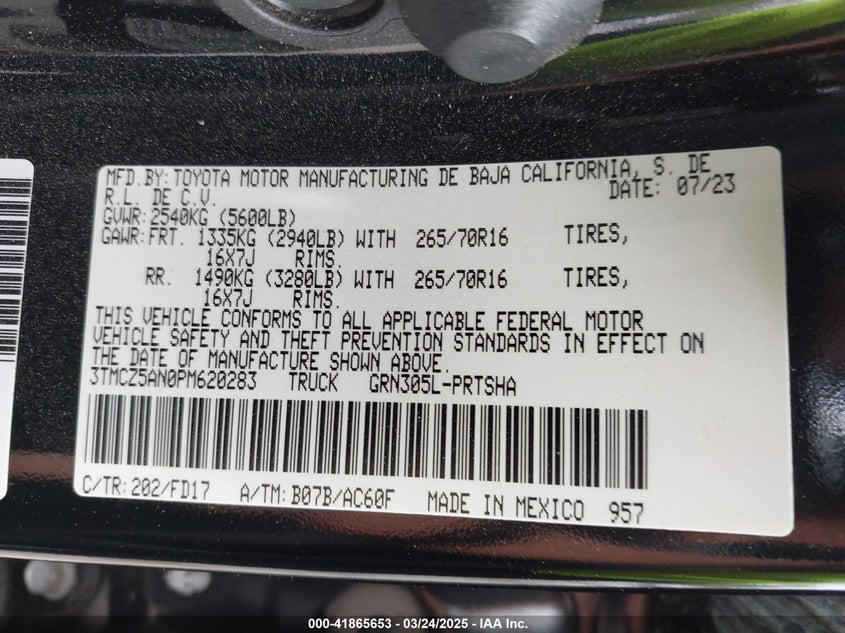 MFD.BY:TOYOTA MOTOR MANUFACTURING DE BAJA CALIFORNIA, S. DE
R.L. DE C.V. DATE: 07/23
GVWR:2540KG (5600LB)
GAWR:FRT. 1335KG (2940LB) WITH 265/70R16 TIRES,
16X7J RIMS.
RR. 1490KG (3280LB) WITH 265/70R16 TIRES,
16X7J RIMS.
THIS VEHICLE CONFORMS TO ALL APPLICABLE FEDERAL MOTOR
VEHICLE SAFETY AND THEFT PREVENTION STANDARDS IN EFFECT ON
THE DATE OF MANUFACTURE SHOWN ABOVE.
3TMCZ5AN0PM620283 TRUCK GRN305L-PRTSHA
C/TR:202/FD17 A/TM:B07B/AC60F MADE IN MEXICO 957
000-41865653 - 03/24/2025 - IAA Inc.